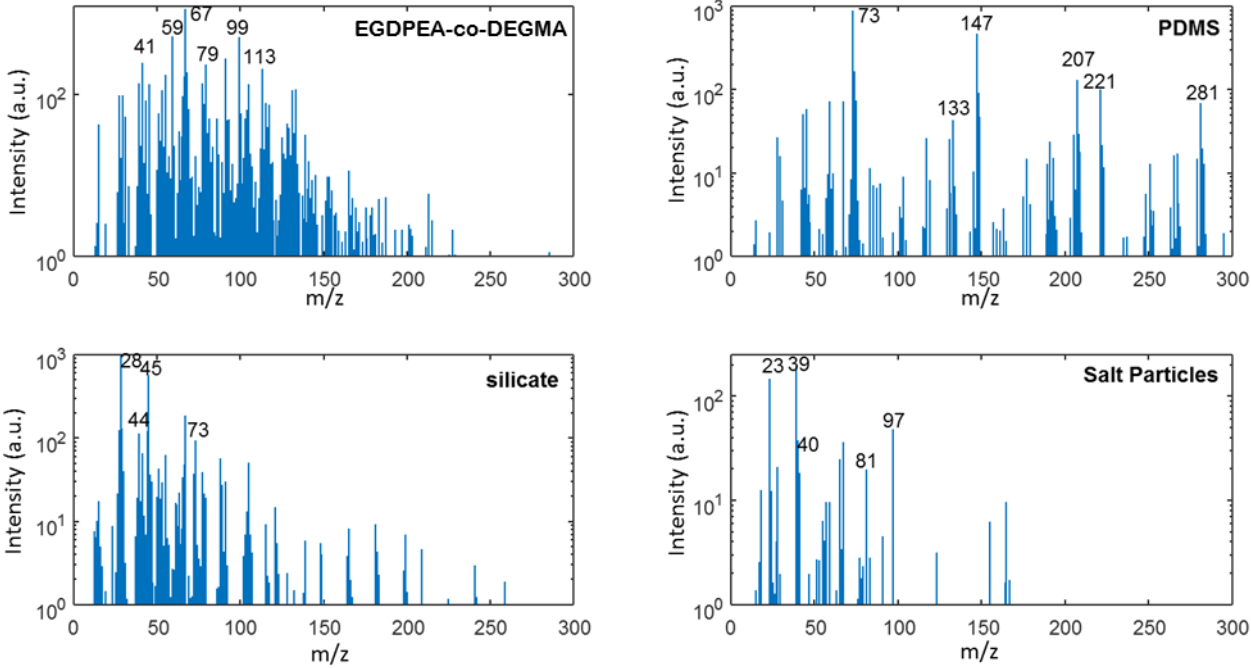 EGDPEA-co-DEGMA
67
59
99
41
79
113
10²
10⁰
Intensity (a.u.)
0 50 100 150 200 250 300
m/z
PDMS
73
147
207
221
133
281
10³
10²
10¹
10⁰
Intensity (a.u.)
0 50 100 150 200 250 300
m/z
silicate
28
45
44
73
10³
10²
10¹
10⁰
Intensity (a.u.)
0 50 100 150 200 250 300
m/z
Salt Particles
23
39
40
97
81
10²
10¹
10⁰
Intensity (a.u.)
0 50 100 150 200 250 300
m/z